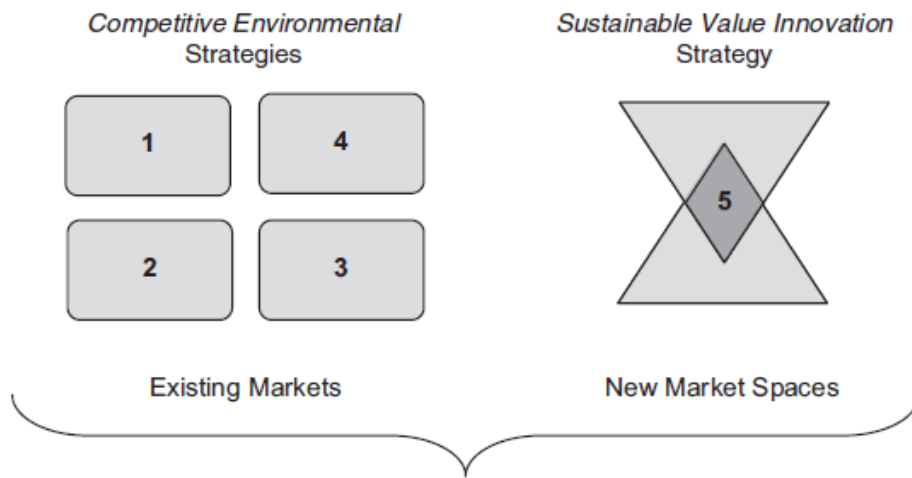 Competitive Environmental
Strategies
Sustainable Value Innovation
Strategy
1
4
2
3
5
Existing Markets
New Market Spaces